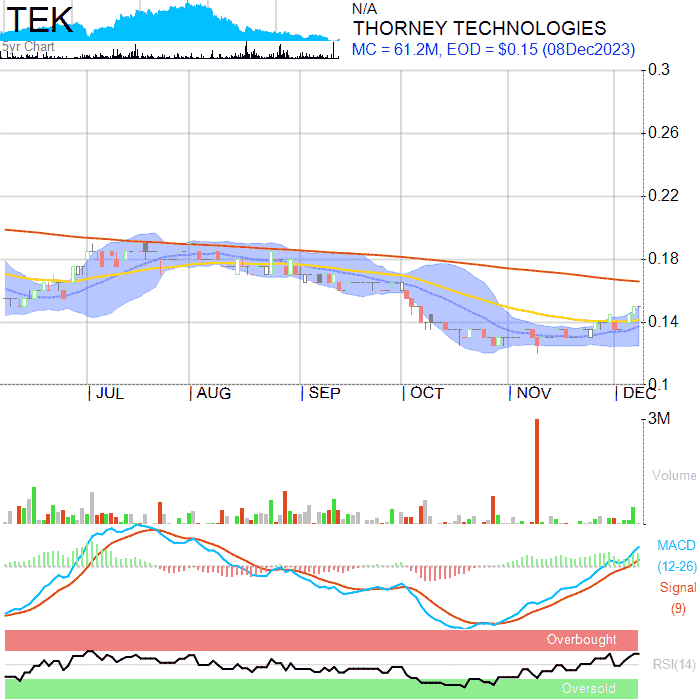 TEK
5yr Chart
N/A
THORNEY TECHNOLOGIES
MC = 61.2M, EOD = $0.15 (08Dec2023)
0.3
0.26
0.22
0.18
0.14
0.1
JUL AUG SEP OCT NOV DEC
3M
Volume
MACD
(12-26)
Signal
(9)
Overbought
RSI(14)
Oversold